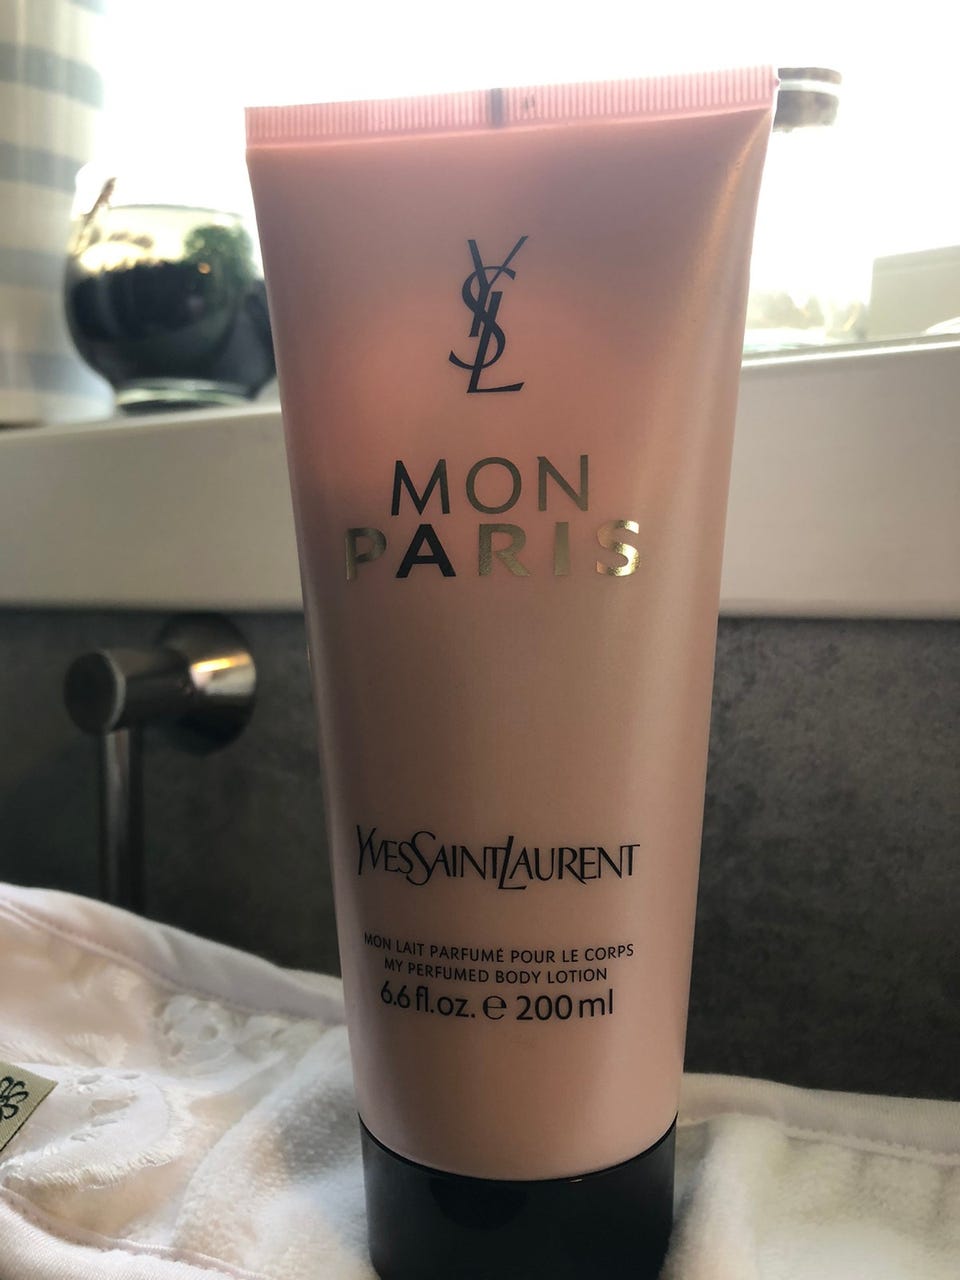 YSL
MON
PARIS
YVESSAINTLAURENT
MON LAIT PARFUMÉ POUR LE CORPS
MY PERFUMED BODY LOTION
6.6 fl.oz. ℮ 200 ml